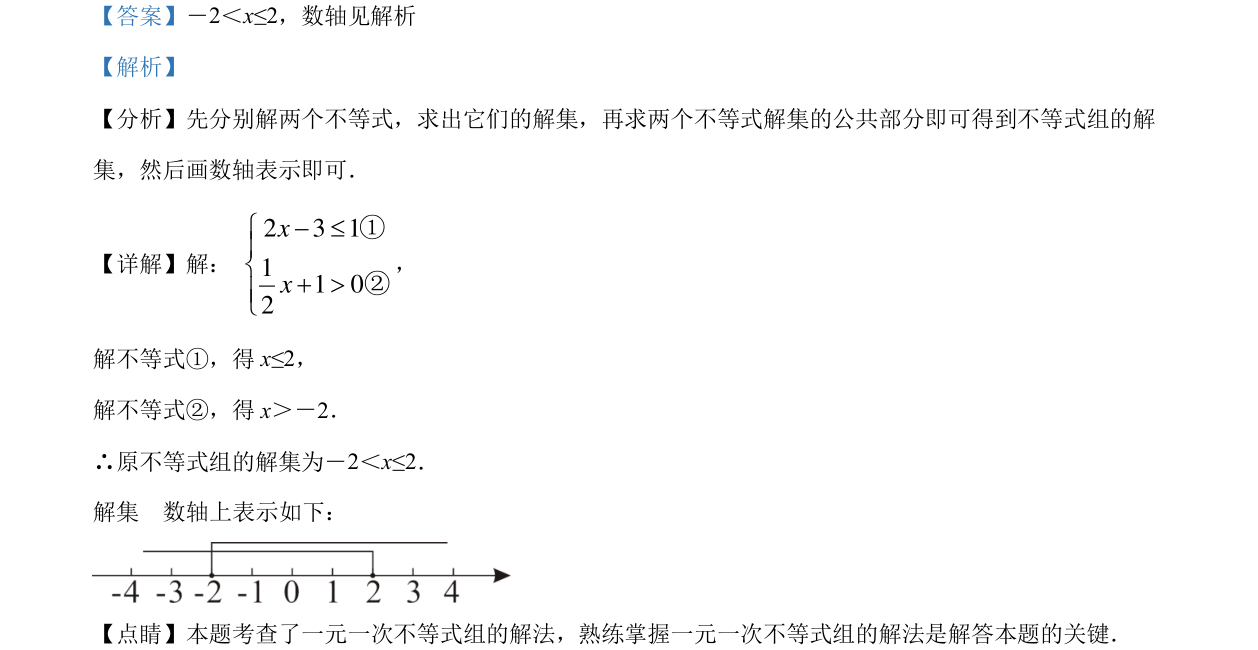 【答案】－2＜x≤2，数轴见解析
【解析】
【分析】先分别解两个不等式，求出它们的解集，再求两个不等式解集的公共部分即可得到不等式组的解
集，然后画数轴表示即可．
【详解】解： { 2x－3≤1① 1/2 x+1>0② ，
解不等式①，得 x≤2，
解不等式②，得 x＞－2．
∴原不等式组的解集为－2＜x≤2．
解集 数轴上表示如下：
-4 -3 -2 -1 0 1 2 3 4
【点睛】本题考查了一元一次不等式组的解法，熟练掌握一元一次不等式组的解法是解答本题的关键．